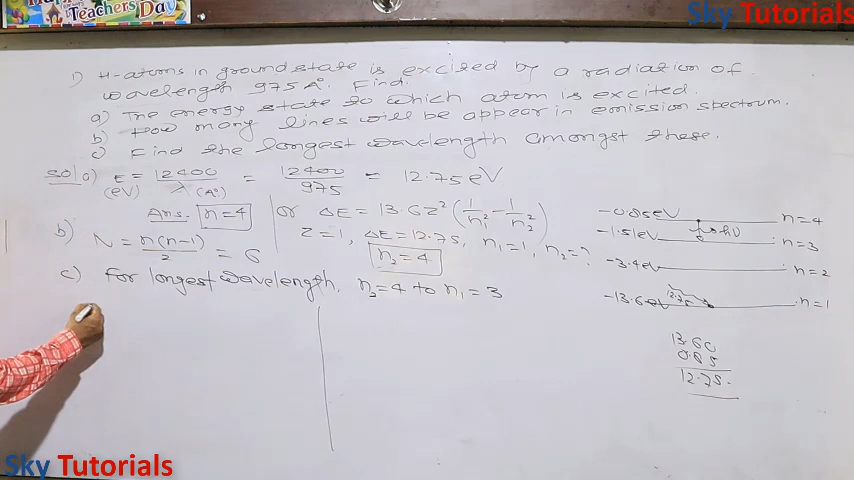 Happy
Teachers Day
Sky Tutorials
1) H-atoms in ground state is excited by a radiation of
wavelength 975 A°. Find.
a) The energy state to which atom is excited.
b) How many lines will be appear in emission spectrum.
c) Find the longest wavelength amongst these.
Sol a) E = 12400/λ = 12400/975 = 12.75 eV
(eV) (A°)
Ans. n=4 or ΔE = 13.6z² (1/n₁² - 1/n₂²)
z=1, ΔE=12.75, n₁=1, n₂=?
n₂=4
b) N = n(n-1)/2 = 6
c) for longest wavelength, n₂=4 to n₁=3
-0.85eV n=4
-1.51eV hν n=3
-3.4eV n=2
-13.6eV n=1
13.60
0.85
12.75.
Sky Tutorials